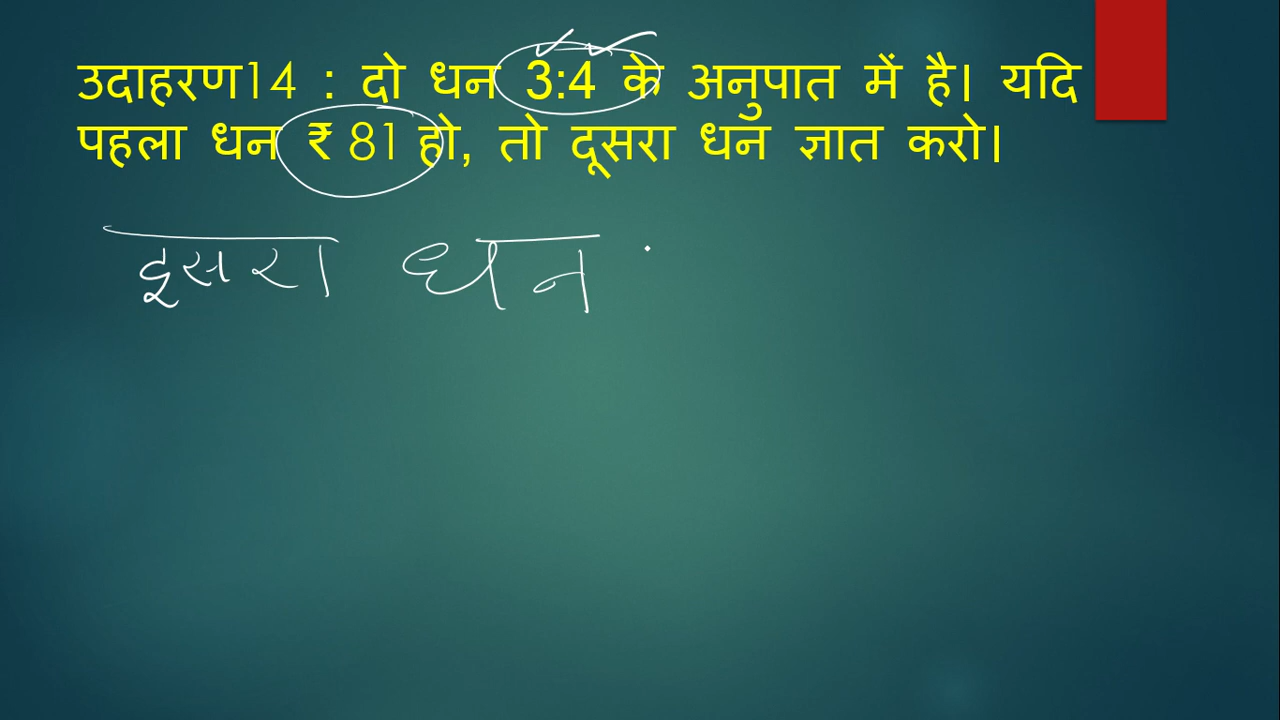 उदाहरण14 : दो धन 3:4 के अनुपात में है। यदि
पहला धन ₹ 81 हो, तो दूसरा धन ज्ञात करो।
दूसरा धन